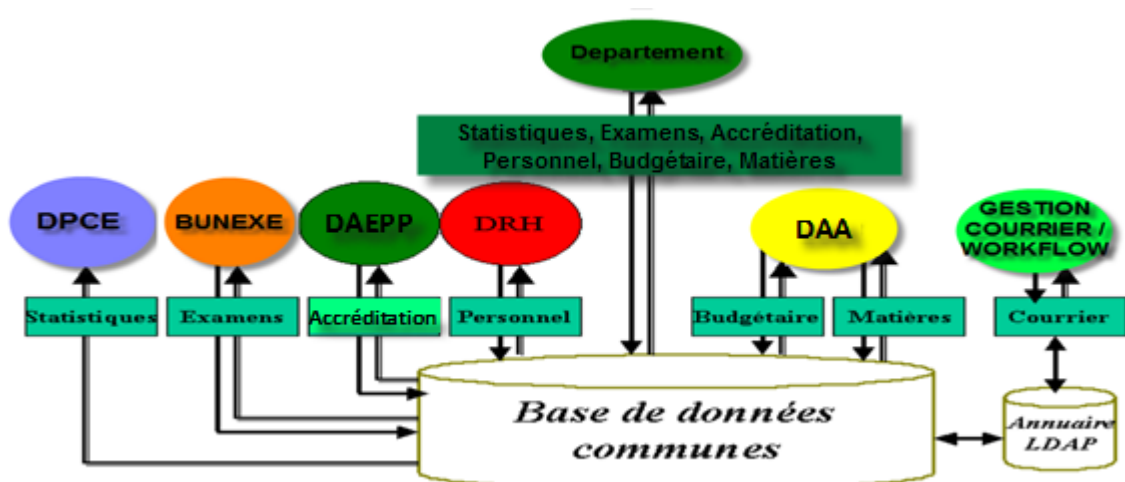 Departement
Statistiques, Examens, Accréditation,
Personnel, Budgétaire, Matières
DPCE
BUNEXE
DAEPP
DRH
DAA
GESTION
COURRIER /
WORKFLOW
Statistiques
Examens
Accréditation
Personnel
Budgétaire
Matières
Courrier
Base de données
communes
Annuaire
LDAP